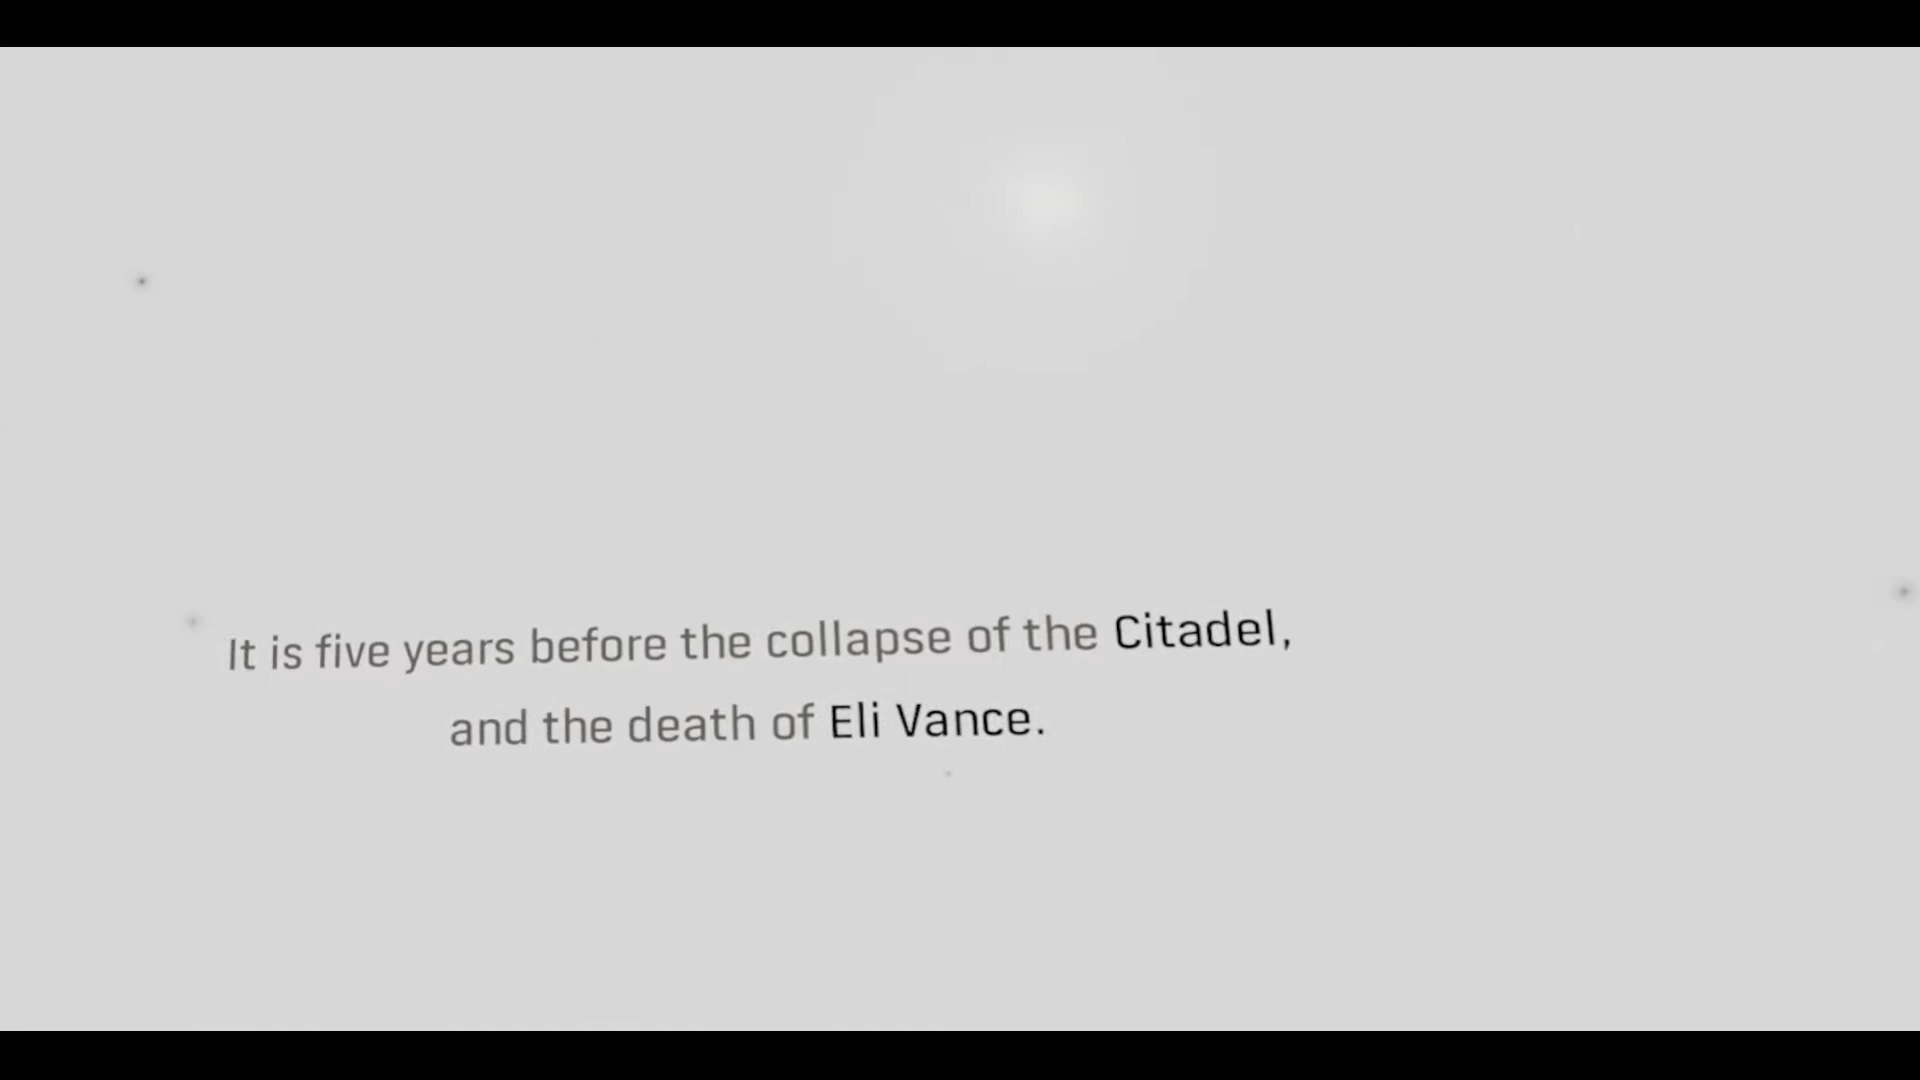 It is five years before the collapse of the Citadel,
and the death of Eli Vance.